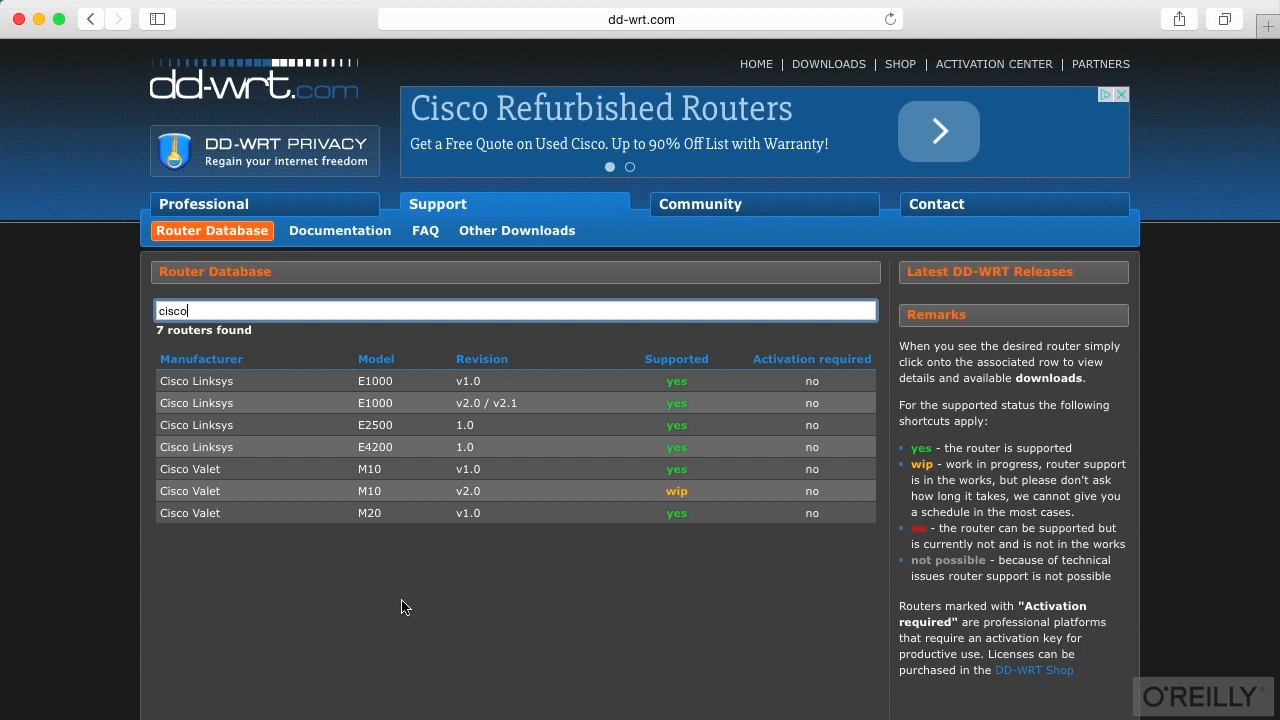 dd-wrt.com
dd-wrt.com
HOME | DOWNLOADS | SHOP | ACTIVATION CENTER | PARTNERS
Cisco Refurbished Routers
Get a Free Quote on Used Cisco. Up to 90% Off List with Warranty!
DD-WRT PRIVACY
Regain your internet freedom
Professional Support Community Contact
Router Database Documentation FAQ Other Downloads
Router Database
cisco
7 routers found
Manufacturer Model Revision Supported Activation required
Cisco Linksys E1000 v1.0 yes no
Cisco Linksys E1000 v2.0 / v2.1 yes no
Cisco Linksys E2500 1.0 yes no
Cisco Linksys E4200 1.0 yes no
Cisco Valet M10 v1.0 yes no
Cisco Valet M10 v2.0 wip no
Cisco Valet M20 v1.0 yes no
Latest DD-WRT Releases
Remarks
When you see the desired router simply
click onto the associated row to view
details and available downloads.
For the supported status the following
shortcuts apply:
• yes - the router is supported
• wip - work in progress, router support
is in the works, but please don't ask
how long it takes, we cannot give you
a schedule in the most cases.
• no - the router can be supported but
is currently not and is not in the works
• not possible - because of technical
issues router support is not possible
Routers marked with "Activation
required" are professional platforms
that require an activation key for
productive use. Licenses can be
purchased in the DD-WRT Shop
O'REILLY